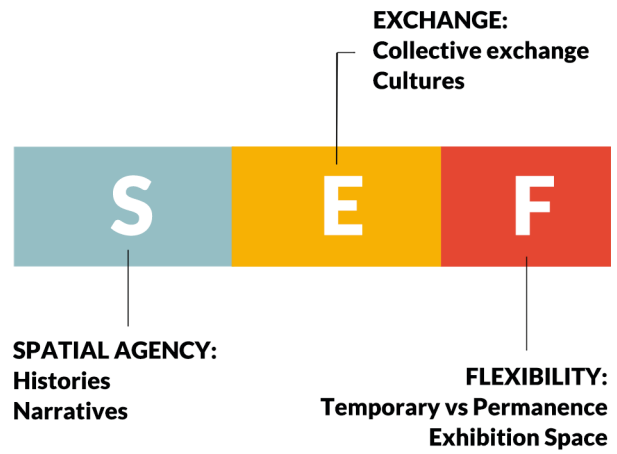 EXCHANGE:
Collective exchange
Cultures
S E F
SPATIAL AGENCY:
Histories
Narratives
FLEXIBILITY:
Temporary vs Permanence
Exhibition Space